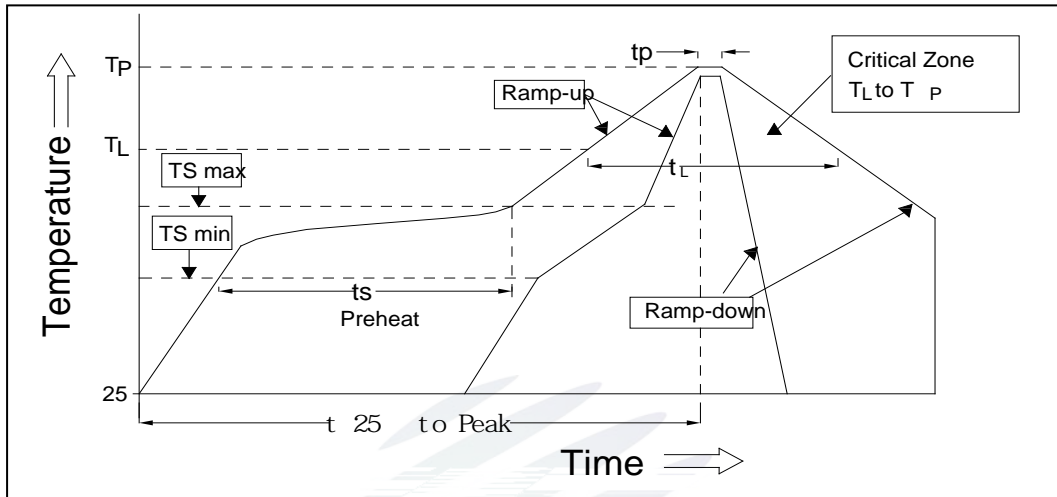 Temperature
TP
TL
TS max
TS min
25
tp
Ramp-up
Critical Zone
TL to T P
tL
ts
Preheat
Ramp-down
t 25 to Peak
Time